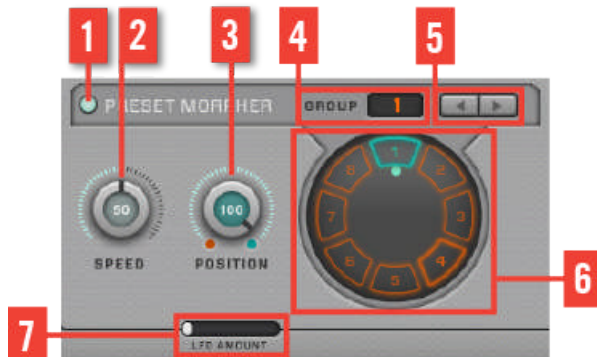 1 2 3 4 5
PRESET MORPHER GROUP 1
1
8 2
7 3
6 4
5
50 100
SPEED POSITION
6
7
LFO AMOUNT